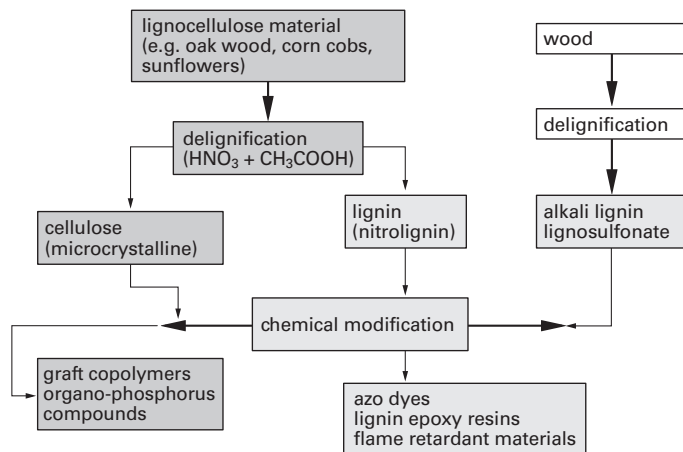 lignocellulose material
(e.g. oak wood, corn cobs,
sunflowers)
wood
delignification
(HNO₃ + CH₃COOH)
delignification
cellulose
(microcrystalline)
lignin
(nitrolignin)
alkali lignin
lignosulfonate
chemical modification
graft copolymers
organo-phosphorus
compounds
azo dyes
lignin epoxy resins
flame retardant materials